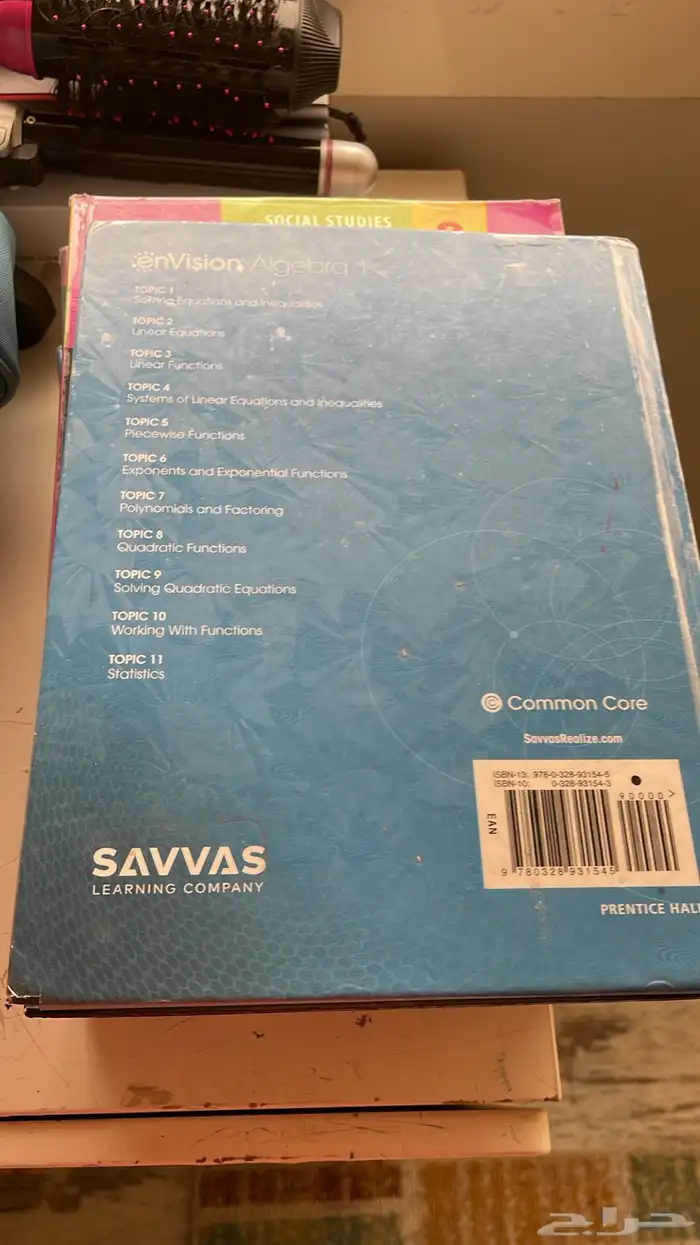 SOCIAL STUDIES
enVision Algebra 1
TOPIC 1
Solving Equations and Inequalities
TOPIC 2
Linear Equations
TOPIC 3
Linear Functions
TOPIC 4
Systems of Linear Equations and Inequalities
TOPIC 5
Piecewise Functions
TOPIC 6
Exponents and Exponential Functions
TOPIC 7
Polynomials and Factoring
TOPIC 8
Quadratic Functions
TOPIC 9
Solving Quadratic Equations
TOPIC 10
Working With Functions
TOPIC 11
Statistics
© Common Core
SavvasRealize.com
ISBN-13: 978-0-328-93154-5
ISBN-10: 0-328-93154-3
90000>
EAN
9 780328 931545
SAVVAS
LEARNING COMPANY
PRENTICE HALL
حراج